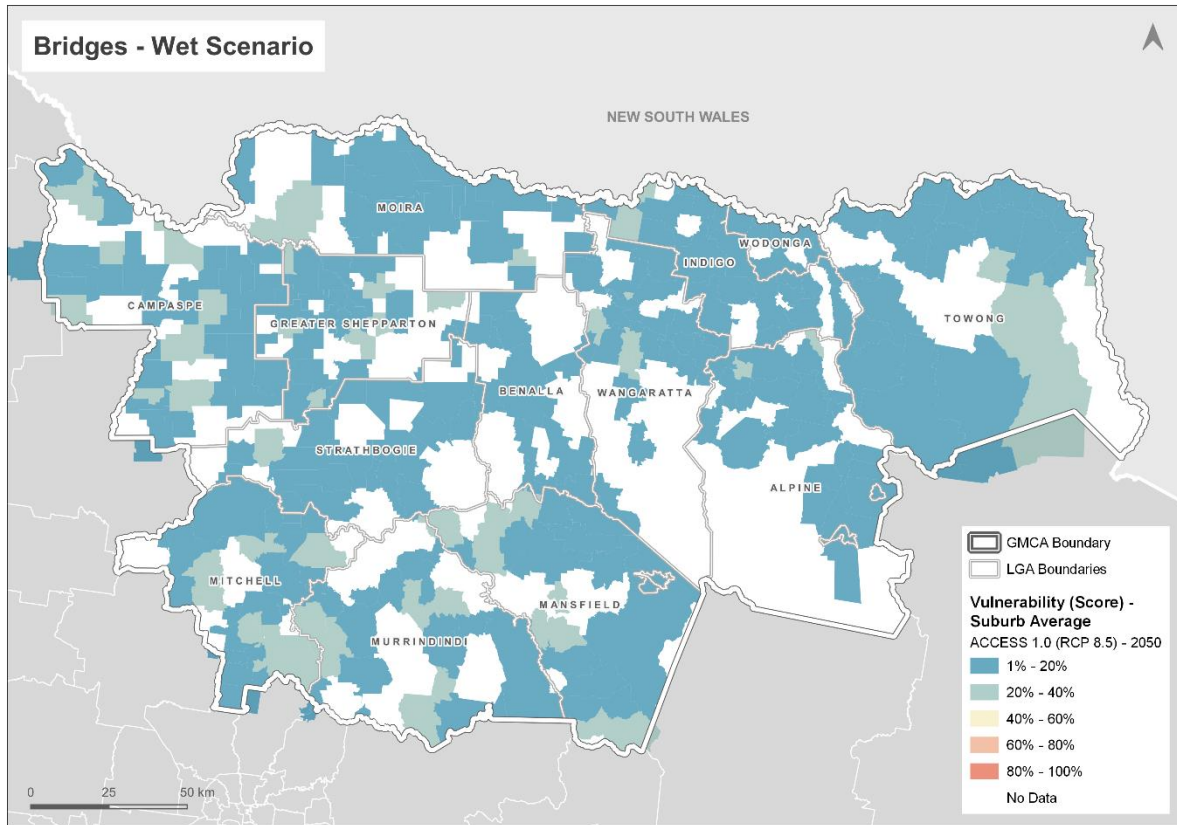 Bridges - Wet Scenario
NEW SOUTH WALES
MOIRA
WODONGA
INDIGO
CAMPASPE
TOWONG
GREATER SHEPPARTON
BENALLA
WANGARATTA
STRATHBOGIE
ALPINE
MITCHELL
MANSFIELD
MURRINDINDI
GMCA Boundary
LGA Boundaries
Vulnerability (Score) -
Suburb Average
ACCESS 1.0 (RCP 8.5) - 2050
1% - 20%
20% - 40%
40% - 60%
60% - 80%
80% - 100%
No Data
0 25 50 km